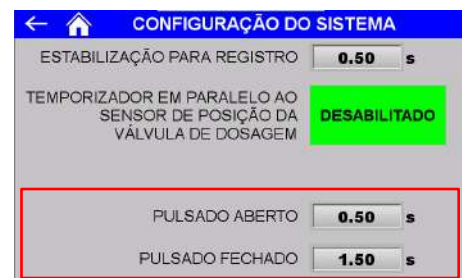 CONFIGURAÇÃO DO SISTEMA
ESTABILIZAÇÃO PARA REGISTRO 0.50 s
TEMPORIZADOR EM PARALELO AO
SENSOR DE POSIÇÃO DA
VÁLVULA DE DOSAGEM
DESABILITADO
PULSADO ABERTO 0.50 s
PULSADO FECHADO 1.50 s